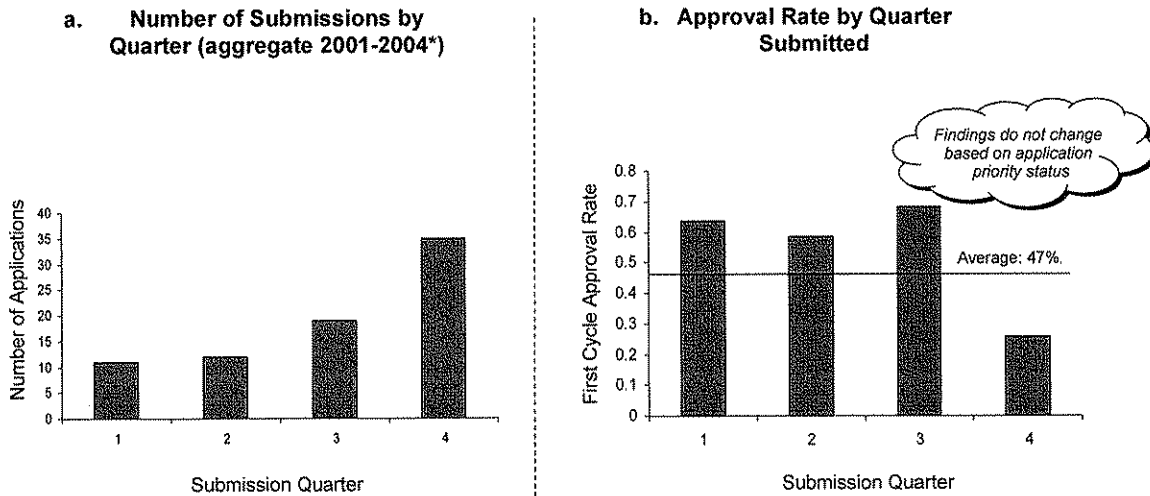 a. Number of Submissions by
Quarter (aggregate 2001-2004*)
Number of Applications
40
35
30
25
20
15
10
5
0
1 2 3 4
Submission Quarter
b. Approval Rate by Quarter
Submitted
Findings do not change
based on application
priority status
First Cycle Approval Rate
0.8
0.7
0.6
0.5
0.4
0.3
0.2
0.1
0
Average: 47%.
1 2 3 4
Submission Quarter